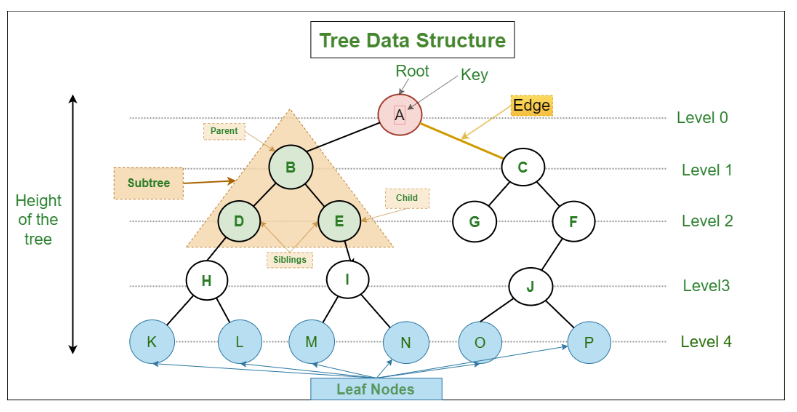 Tree Data Structure
Root
Key
A
Edge
Level 0
Parent
B
C
Level 1
Subtree
Height
of the
tree
D
E
Child
G
F
Level 2
Siblings
H
I
J
Level3
K
L
M
N
O
P
Level 4
Leaf Nodes